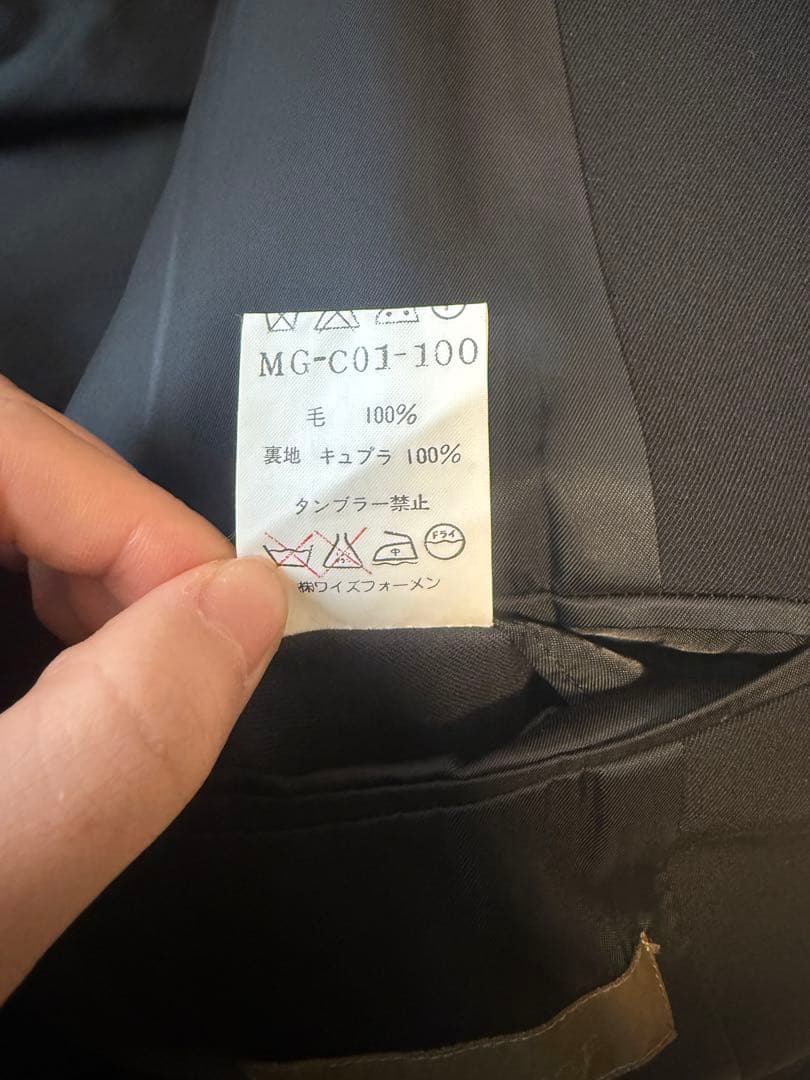 MG-C01-100
毛 100%
裏地 キュプラ 100%
タンブラー禁止
中 ドライ
㈱ワイズフォーメン